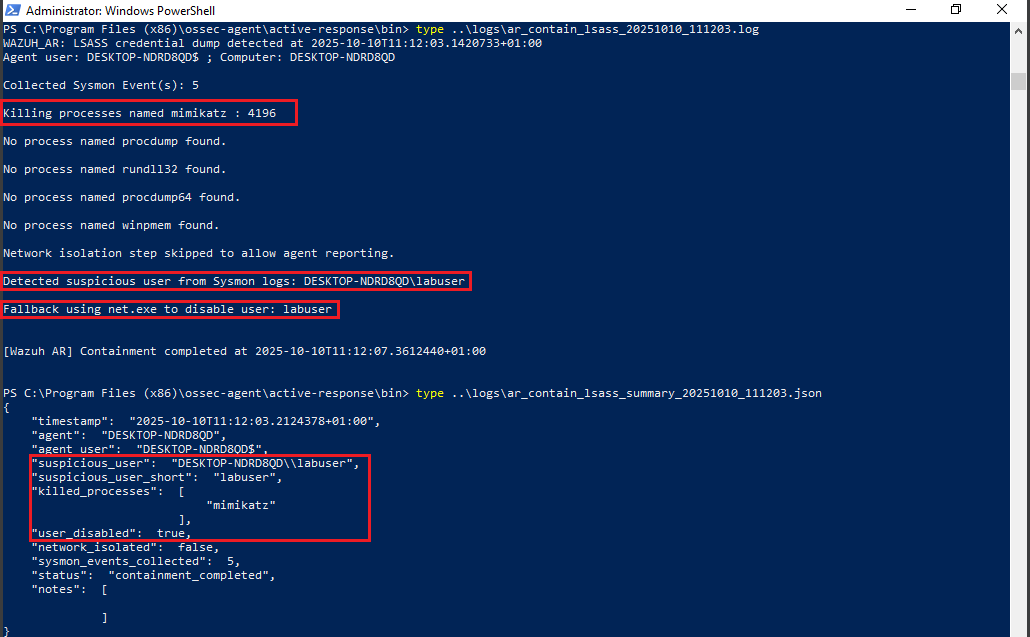 Administrator: Windows PowerShell
PS C:\Program Files (x86)\ossec-agent\active-response\bin> type ..\logs\ar_contain_lsass_20251010_111203.log
WAZUH_AR: LSASS credential dump detected at 2025-10-10T11:12:03.1420733+01:00
Agent user: DESKTOP-NDRD8QD$ ; Computer: DESKTOP-NDRD8QD
Collected Sysmon Event(s): 5
Killing processes named mimikatz : 4196
No process named procdump found.
No process named rundll32 found.
No process named procdump64 found.
No process named winpmem found.
Network isolation step skipped to allow agent reporting.
Detected suspicious user from Sysmon logs: DESKTOP-NDRD8QD\labuser
Fallback using net.exe to disable user: labuser
[Wazuh AR] Containment completed at 2025-10-10T11:12:07.3612440+01:00
PS C:\Program Files (x86)\ossec-agent\active-response\bin> type ..\logs\ar_contain_lsass_summary_20251010_111203.json
{
    "timestamp":  "2025-10-10T11:12:03.2124378+01:00",
    "agent":  "DESKTOP-NDRD8QD",
    "agent_user":  "DESKTOP-NDRD8QD$",
    "suspicious_user":  "DESKTOP-NDRD8QD\\labuser",
    "suspicious_user_short":  "labuser",
    "killed_processes":  [
                             "mimikatz"
                         ],
    "user_disabled":  true,
    "network_isolated":  false,
    "sysmon_events_collected":  5,
    "status":  "containment_completed",
    "notes":  [
              ]
}